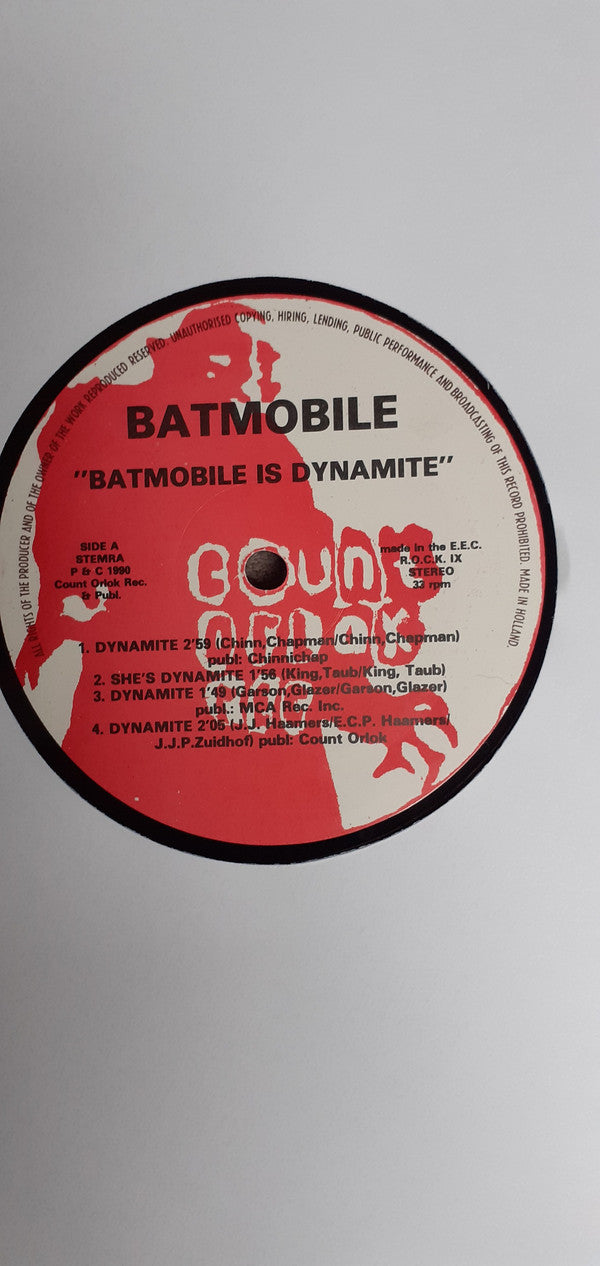 ALL RIGHTS OF THE PRODUCER AND OF THE OWNER OF THE WORK REPRODUCED RESERVED. UNAUTHORISED COPYING, HIRING, LENDING, PUBLIC PERFORMANCE AND BROADCASTING OF THIS RECORD PROHIBITED. MADE IN HOLLAND.
BATMOBILE
"BATMOBILE IS DYNAMITE"
SIDE A
STEMRA
P & C 1990
Count Orlok Rec.
& Publ.
made in the E.E.C.
R.O.C.K. IX
STEREO
33 rpm
COUNT
ORLOK
1. DYNAMITE 2'59 (Chinn,Chapman/Chinn,Chapman)
publ: Chinnichap
2. SHE'S DYNAMITE 1'56 (King,Taub/King, Taub)
3. DYNAMITE 1'49 (Garson,Glazer/Garson,Glazer)
publ.: MCA Rec. Inc.
4. DYNAMITE 2'05 (J.J. Haamers/E.C.P. Haamers/
J.J.P.Zuidhof) publ: Count Orlok